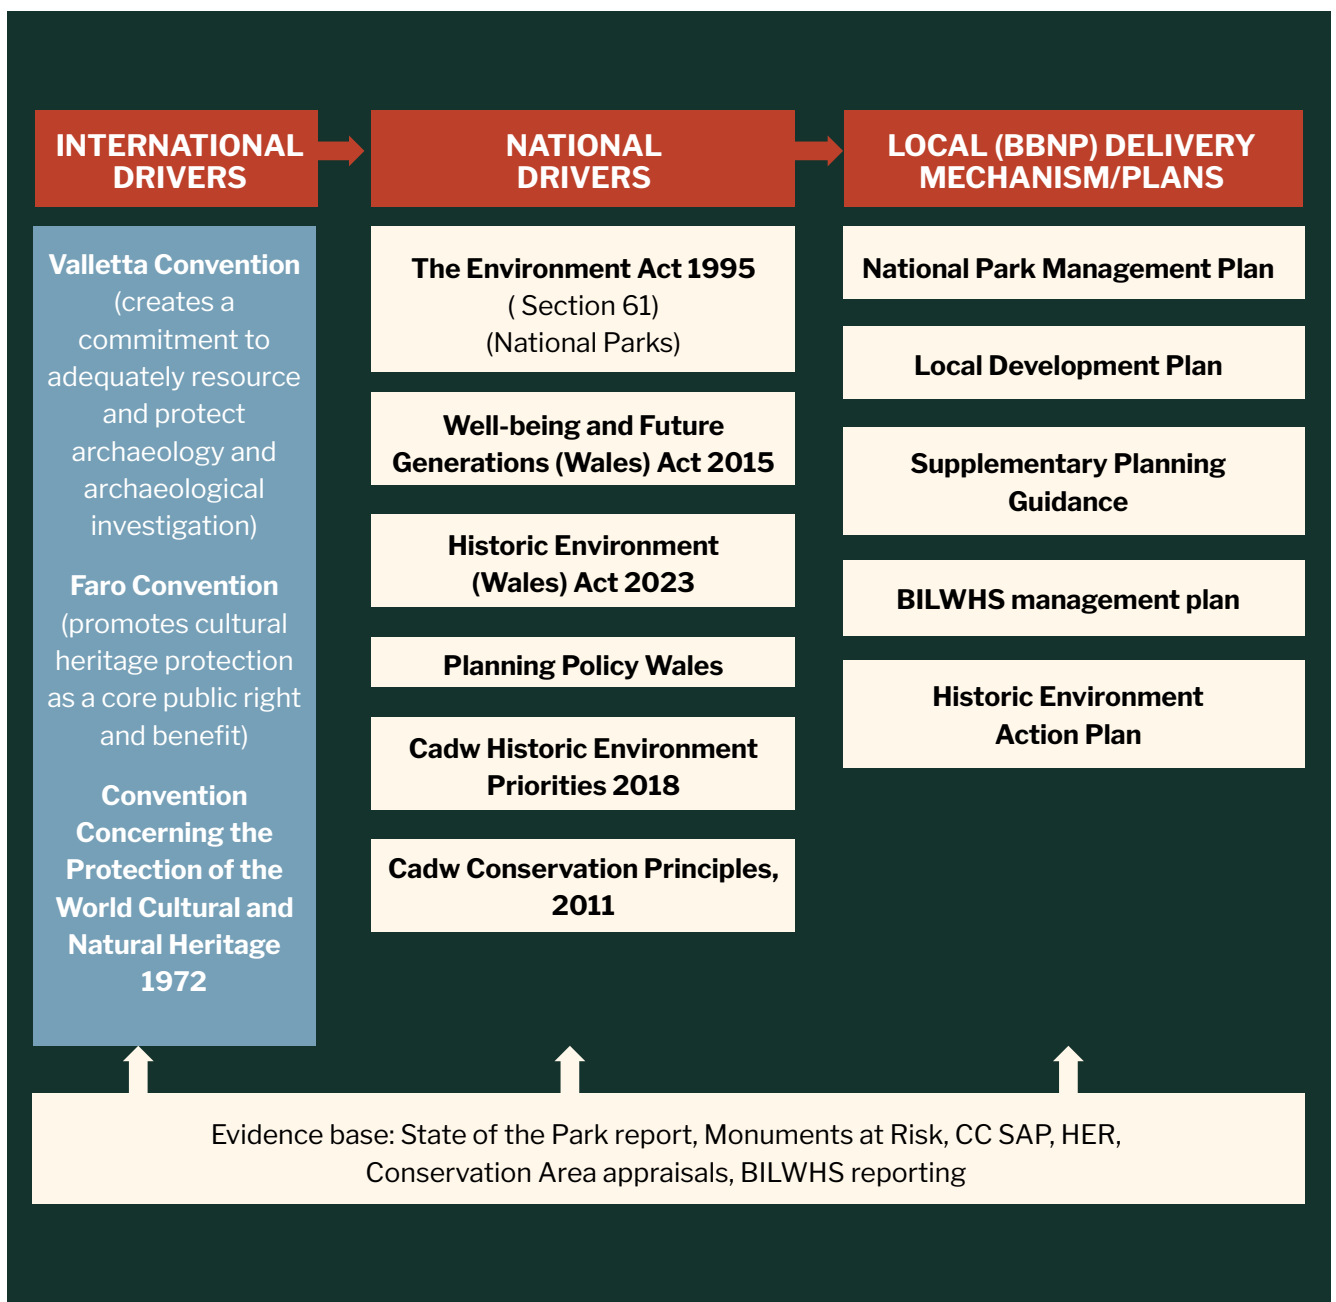 INTERNATIONAL
DRIVERS
NATIONAL
DRIVERS
LOCAL (BBNP) DELIVERY
MECHANISM/PLANS
Valletta Convention
(creates a
commitment to
adequately resource
and protect
archaeology and
archaeological
investigation)
Faro Convention
(promotes cultural
heritage protection
as a core public right
and benefit)
Convention
Concerning the
Protection of the
World Cultural and
Natural Heritage
1972
The Environment Act 1995
( Section 61)
(National Parks)
Well-being and Future
Generations (Wales) Act 2015
Historic Environment
(Wales) Act 2023
Planning Policy Wales
Cadw Historic Environment
Priorities 2018
Cadw Conservation Principles,
2011
National Park Management Plan
Local Development Plan
Supplementary Planning
Guidance
BILWHS management plan
Historic Environment
Action Plan
Evidence base: State of the Park report, Monuments at Risk, CC SAP, HER,
Conservation Area appraisals, BILWHS reporting